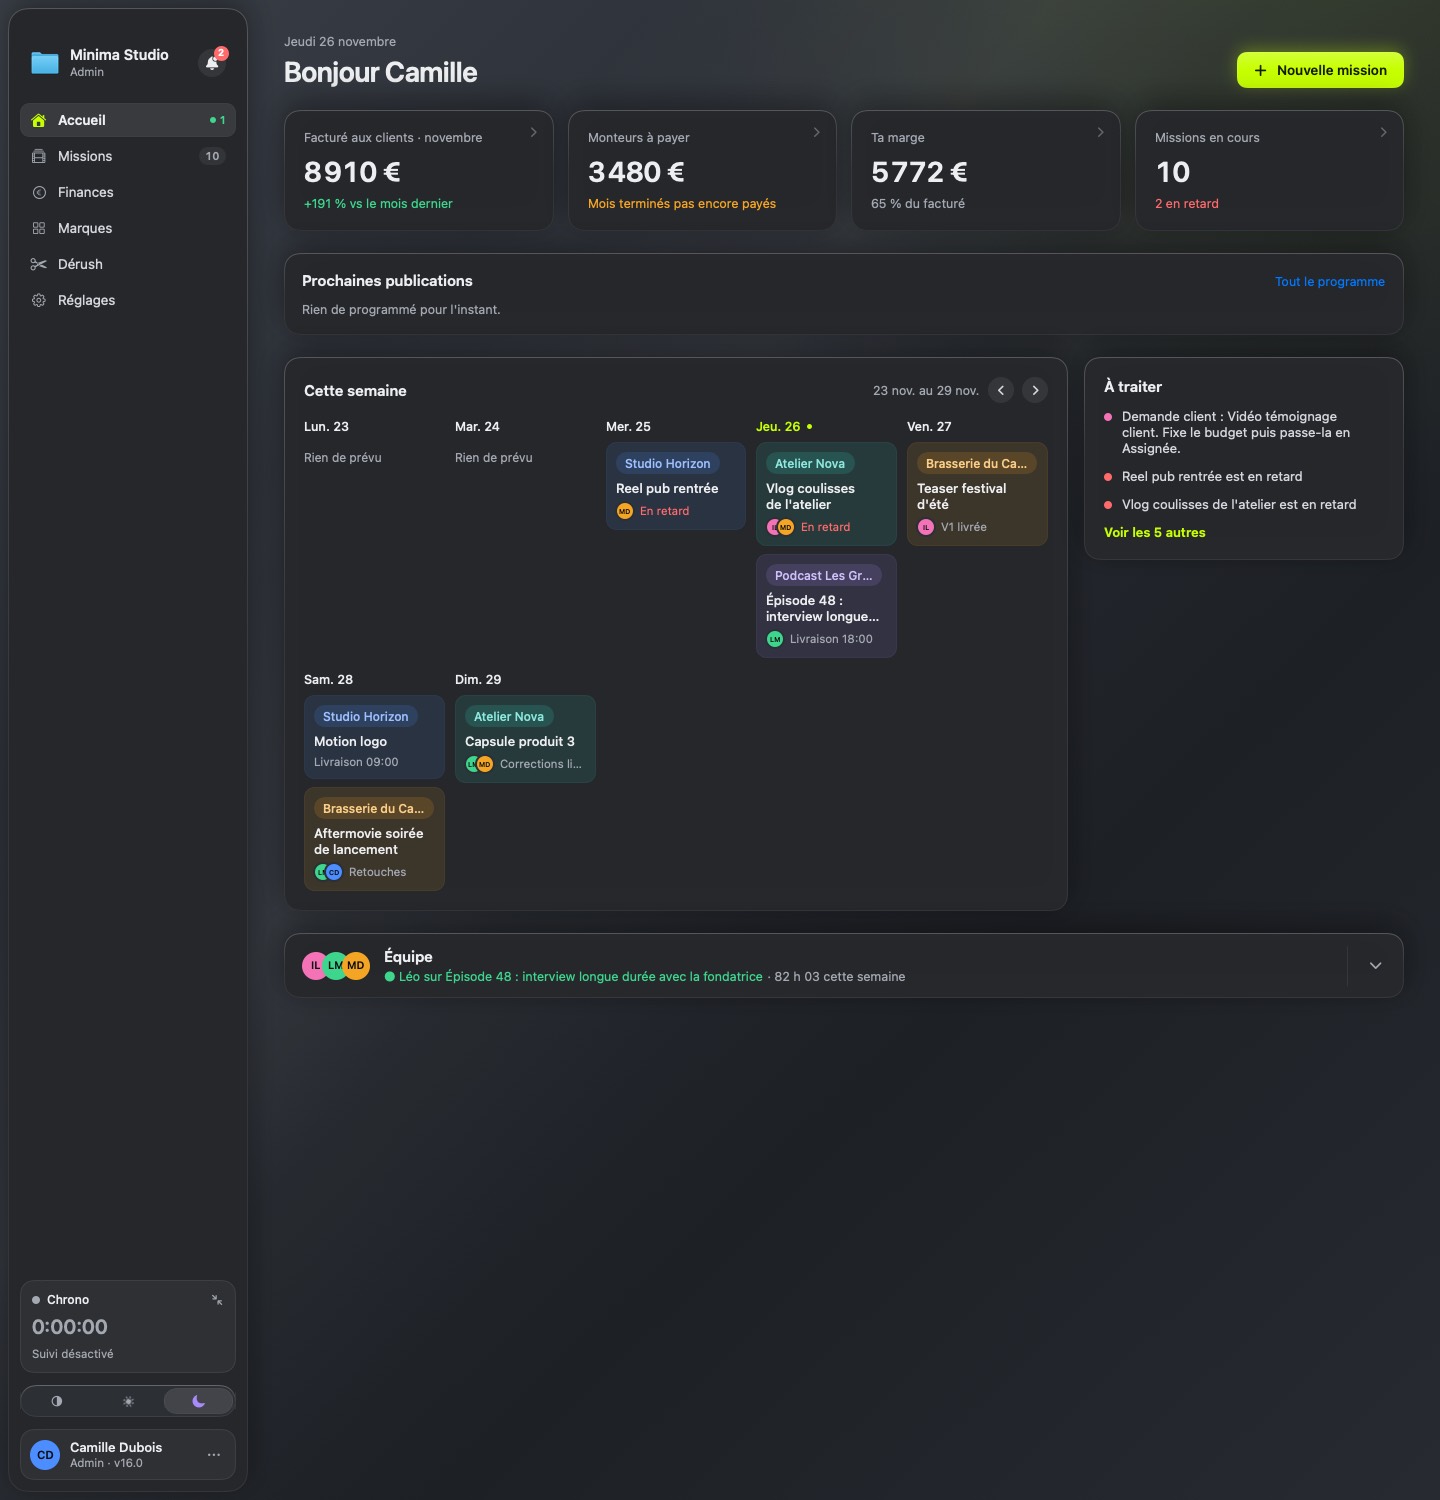 Minima Studio
Admin
2
Accueil
1
Missions
10
Finances
Marques
Dérush
Réglages
Chrono
0:00:00
Suivi désactivé
CD
Camille Dubois
Admin · v16.0
Jeudi 26 novembre
Bonjour Camille
Nouvelle mission
Facturé aux clients · novembre
8910 €
+191 % vs le mois dernier
Monteurs à payer
3480 €
Mois terminés pas encore payés
Ta marge
5772 €
65 % du facturé
Missions en cours
10
2 en retard
Prochaines publications
Tout le programme
Rien de programmé pour l'instant.
Cette semaine
23 nov. au 29 nov.
Lun. 23
Rien de prévu
Mar. 24
Rien de prévu
Mer. 25
Studio Horizon
Reel pub rentrée
MD
En retard
Jeu. 26
Atelier Nova
Vlog coulisses
de l'atelier
MD
En retard
Podcast Les Gr...
Épisode 48 :
interview longue...
LM
Livraison 18:00
Ven. 27
Brasserie du Ca...
Teaser festival
d'été
IL
V1 livrée
Sam. 28
Studio Horizon
Motion logo
Livraison 09:00
Brasserie du Ca...
Aftermovie soirée
de lancement
CD
Retouches
Dim. 29
Atelier Nova
Capsule produit 3
MD
Corrections li...
À traiter
Demande client : Vidéo témoignage
client. Fixe le budget puis passe-la en
Assignée.
Reel pub rentrée est en retard
Vlog coulisses de l'atelier est en retard
Voir les 5 autres
IL
LM
MD
Équipe
Léo sur Épisode 48 : interview longue durée avec la fondatrice · 82 h 03 cette semaine